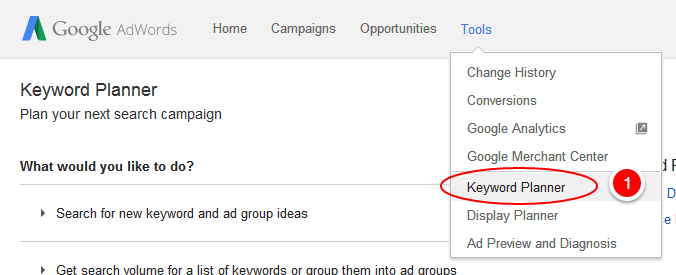 Google AdWords Home Campaigns Opportunities Tools
Change History
Conversions
Google Analytics
Google Merchant Center
Keyword Planner
1
Display Planner
Ad Preview and Diagnosis
Keyword Planner
Plan your next search campaign
What would you like to do?
Search for new keyword and ad group ideas
Get search volume for a list of keywords or group them into ad groups